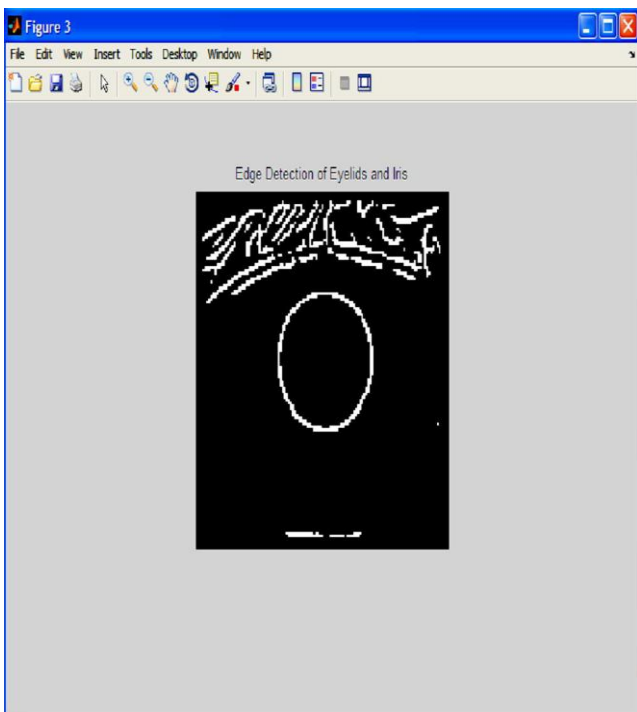 Figure 3
File Edit View Insert Tools Desktop Window Help
Edge Detection of Eyelids and Iris